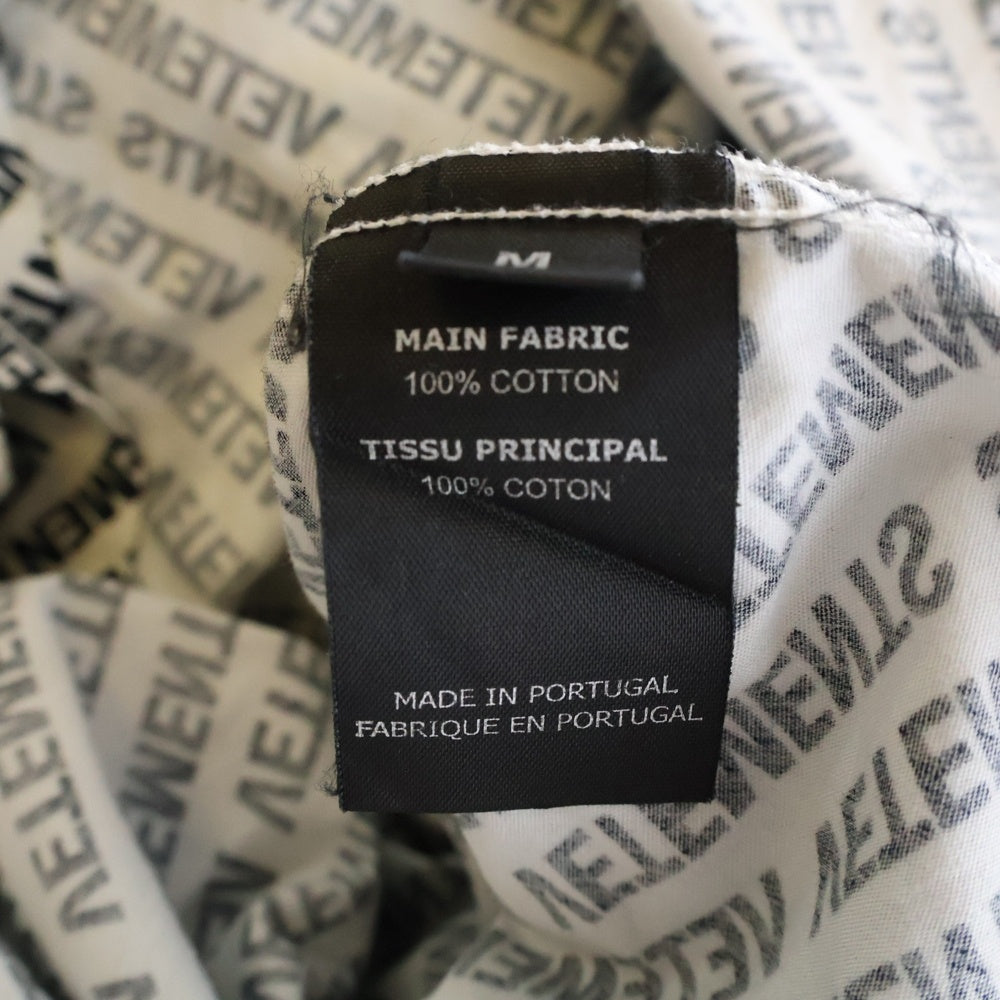 M
MAIN FABRIC
100% COTTON
TISSU PRINCIPAL
100% COTON
MADE IN PORTUGAL
FABRIQUE EN PORTUGAL
VETEMENTS
VETEMENTS
VETEMENTS